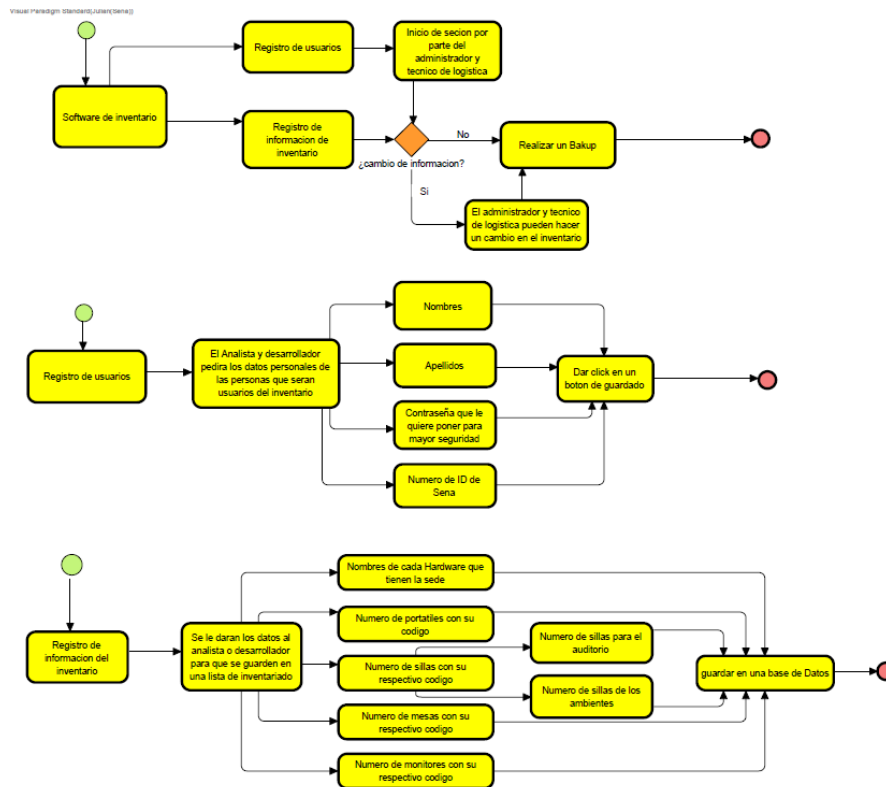 Visual Paradigm Standard(Julian(Sena))
Registro de usuarios
Inicio de secion por
parte del
administrador y
tecnico de logistica
Software de inventario
Registro de
informacion de
inventario
No
Realizar un Bakup
¿cambio de informacion?
Si
El administrador y tecnico
de logistica pueden hacer
un cambio en el inventario
Registro de usuarios
El Analista y desarrollador
pedira los datos personales de
las personas que seran
usuarios del inventario
Nombres
Apellidos
Contraseña que le
quiere poner para
mayor seguridad
Numero de ID de
Sena
Dar click en un
boton de guardado
Registro de
informacion del
inventario
Se le daran los datos al
analista o desarrollador
para que se guarden en
una lista de inventariado
Nombres de cada Hardware que
tienen la sede
Numero de portatiles con su
codigo
Numero de sillas con su
respectivo codigo
Numero de sillas para el
auditorio
Numero de sillas de los
ambientes
Numero de mesas con su
respectivo codigo
Numero de monitores con su
respectivo codigo
guardar en una base de Datos